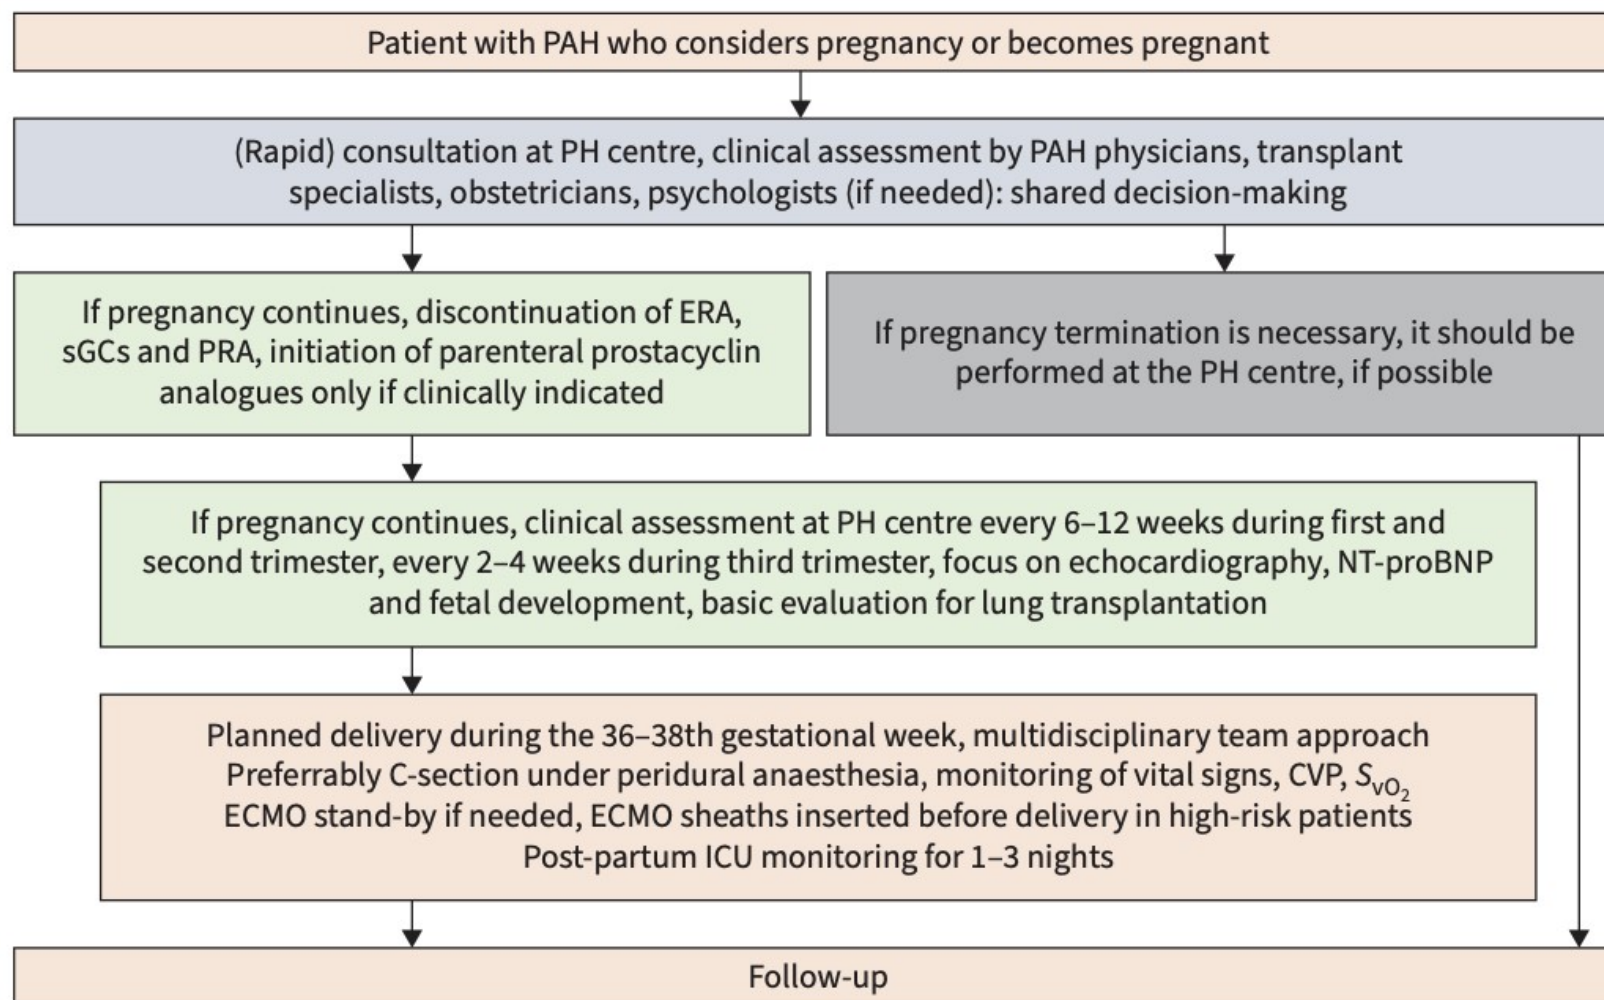 Patient with PAH who considers pregnancy or becomes pregnant
(Rapid) consultation at PH centre, clinical assessment by PAH physicians, transplant
specialists, obstetricians, psychologists (if needed): shared decision-making
If pregnancy continues, discontinuation of ERA,
sGCs and PRA, initiation of parenteral prostacyclin
analogues only if clinically indicated
If pregnancy termination is necessary, it should be
performed at the PH centre, if possible
If pregnancy continues, clinical assessment at PH centre every 6–12 weeks during first and
second trimester, every 2–4 weeks during third trimester, focus on echocardiography, NT-proBNP
and fetal development, basic evaluation for lung transplantation
Planned delivery during the 36–38th gestational week, multidisciplinary team approach
Preferrably C-section under peridural anaesthesia, monitoring of vital signs, CVP, SvO2
ECMO stand-by if needed, ECMO sheaths inserted before delivery in high-risk patients
Post-partum ICU monitoring for 1–3 nights
Follow-up